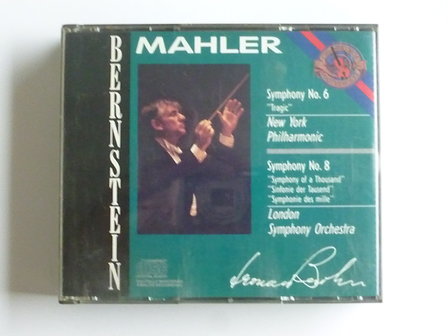 BERNSTEIN
MAHLER
Symphony No. 6
"Tragic"
New York
Philharmonic
Symphony No. 8
"Symphony of a Thousand"
"Sinfonie der Tausend"
"Symphonie des mille"
London
Symphony Orchestra